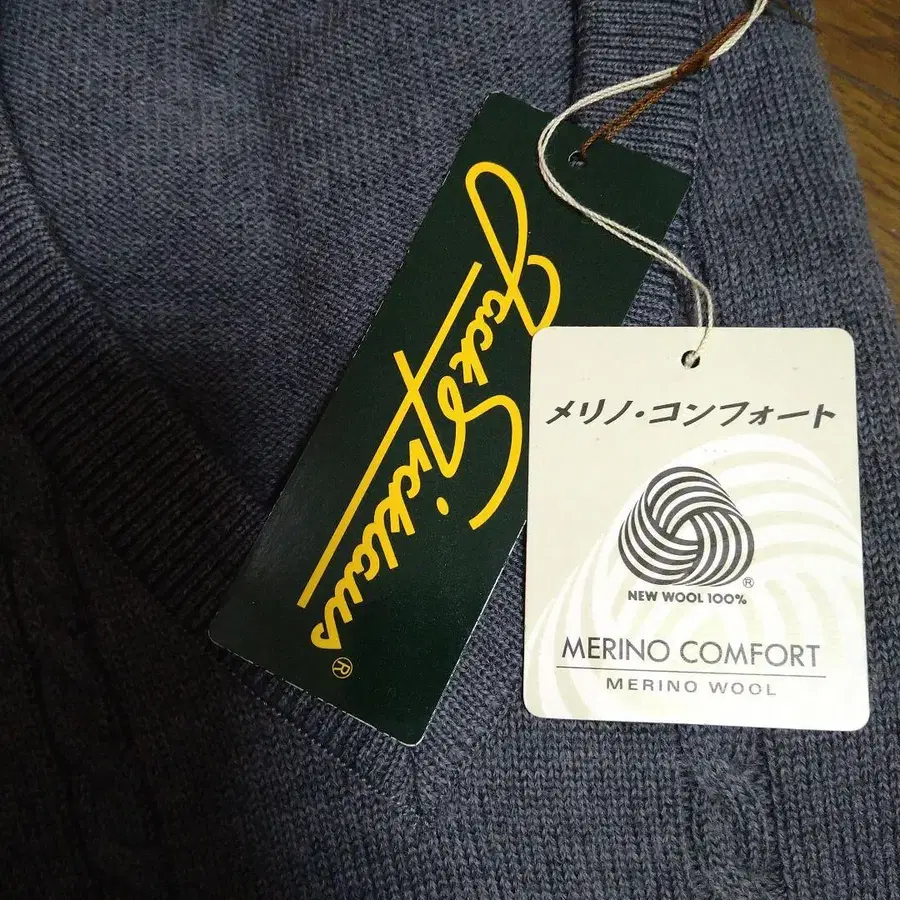 Jack Nicklaus®
メリノ・コンフォート
®
NEW WOOL 100%
MERINO COMFORT
MERINO WOOL